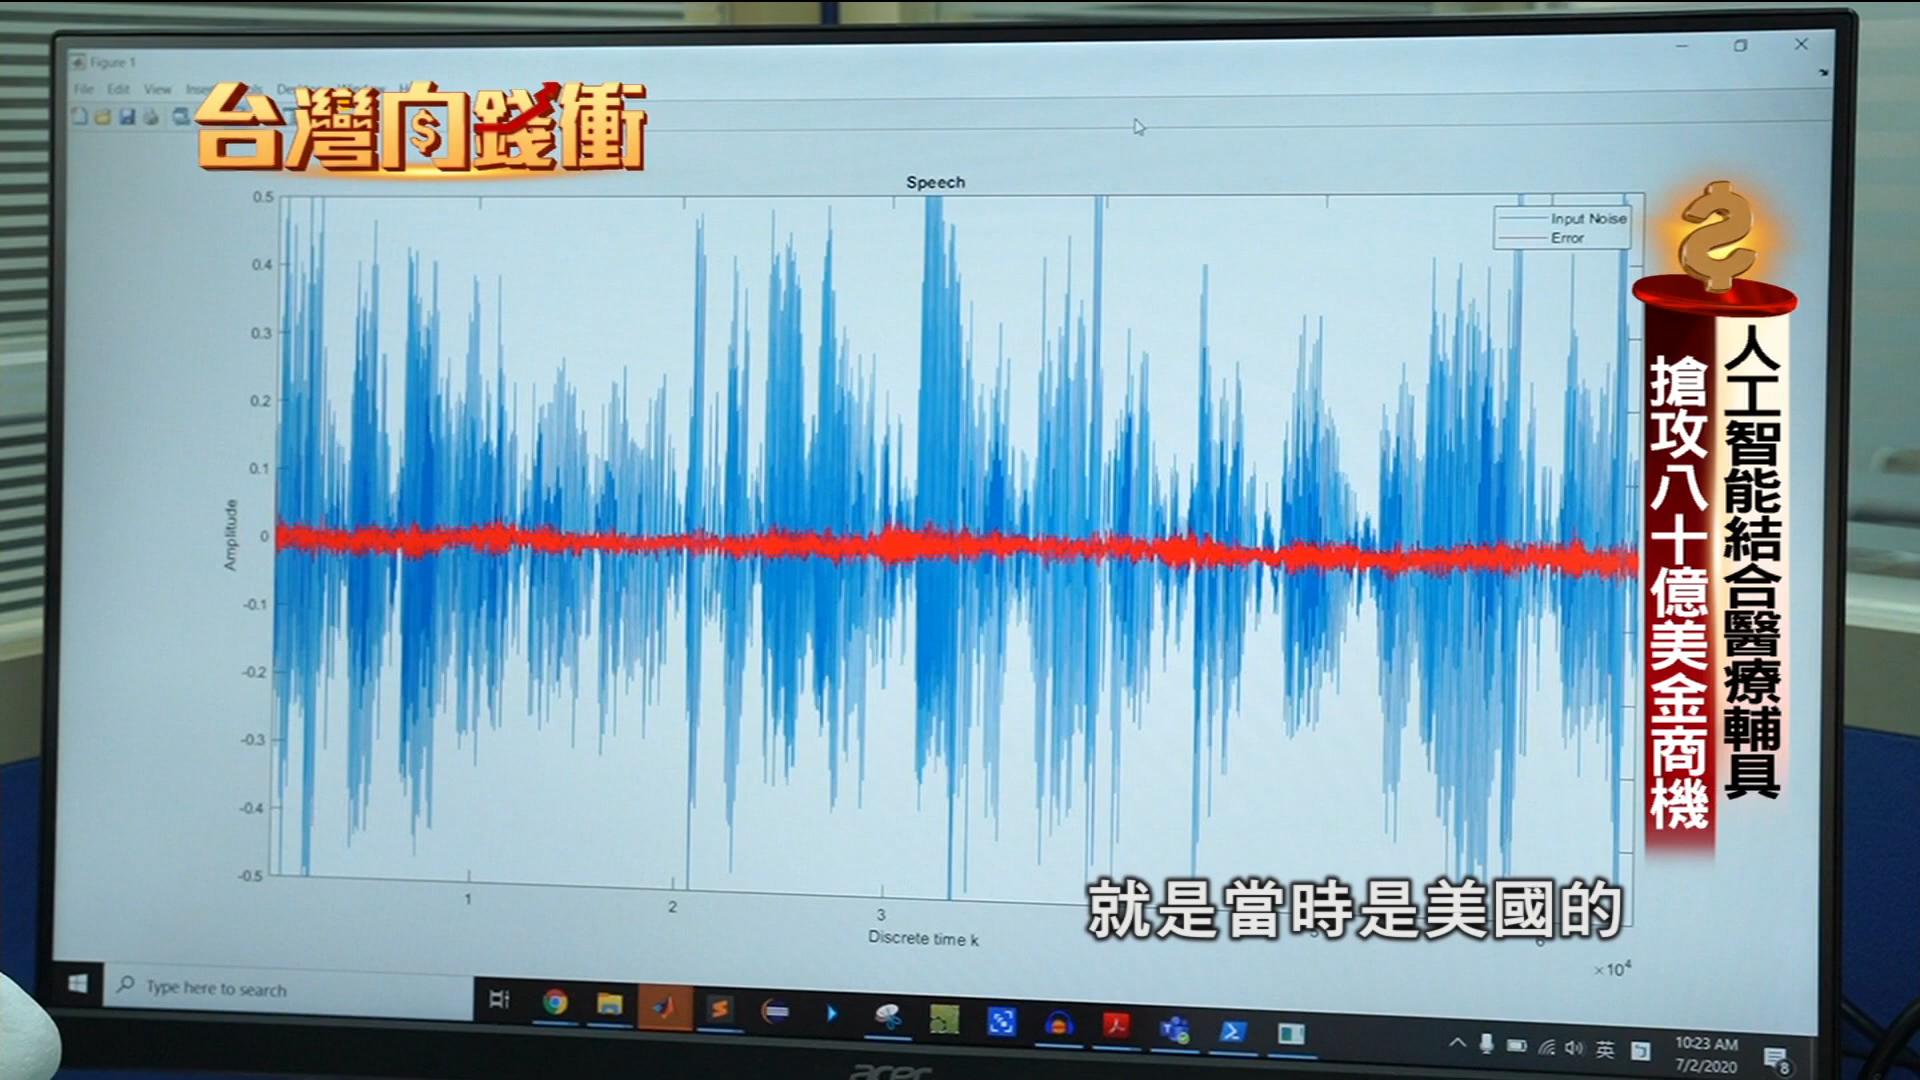 Figure 1
File Edit View
台灣向錢衝
Speech
Input Noise
Error
0.5
0.4
0.3
0.2
0.1
0
-0.1
-0.2
-0.3
-0.4
-0.5
Amplitude
1
2
3
6
Discrete time k
×10⁴
人工智能結合醫療輔具
搶攻八十億美金商機
就是當時是美國的
Type here to search
英
10:23 AM
7/2/2020
8
acer